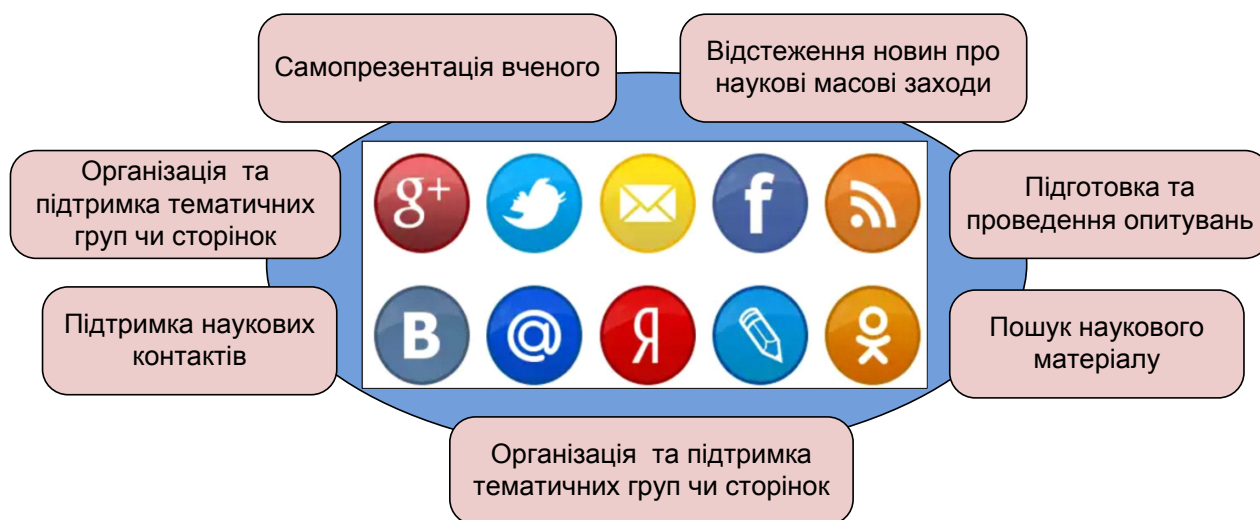 Самопрезентація вченого
Відстеження новин про
наукові масові заходи
Організація та
підтримка тематичних
груп чи сторінок
Підготовка та
проведення опитувань
g+
f
В
@
Я
Підтримка наукових
контактів
Пошук наукового
матеріалу
Організація та підтримка
тематичних груп чи сторінок